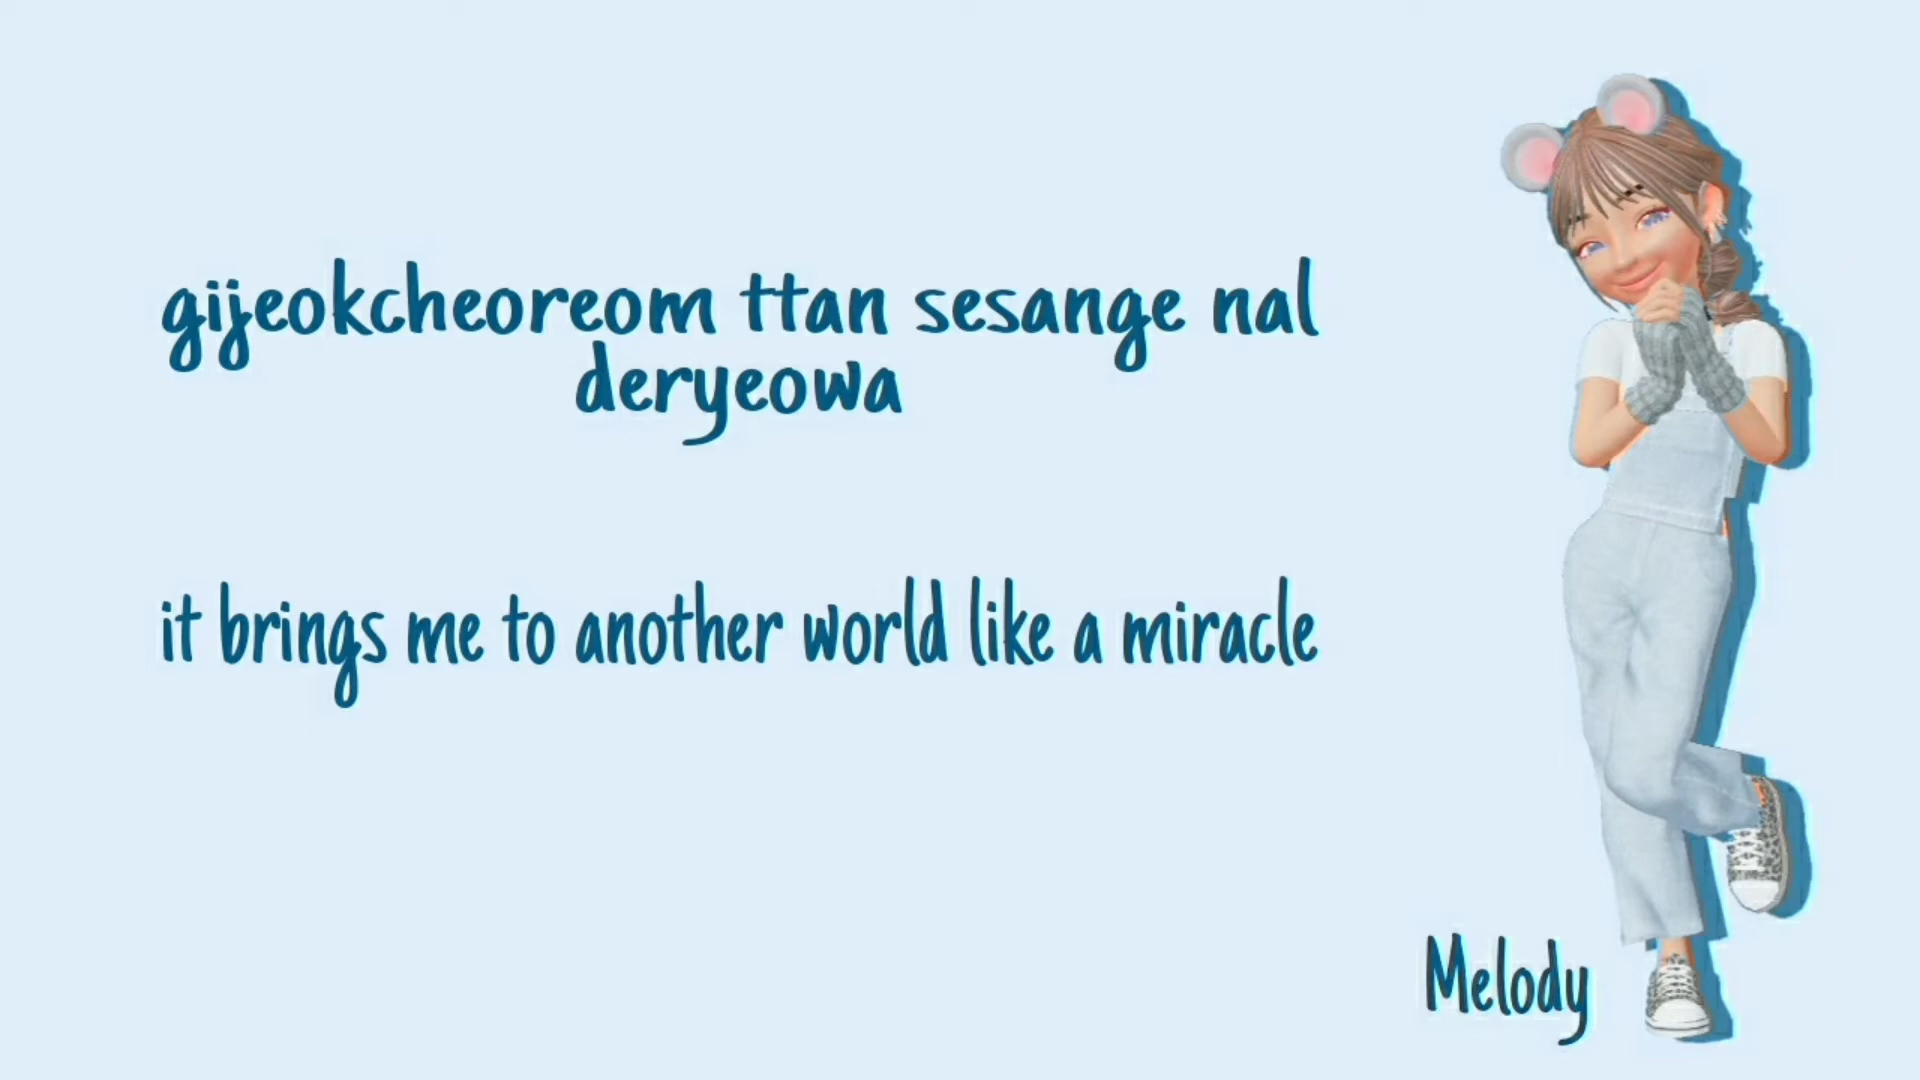 gijeokcheoreom ttan sesange nal
deryeowa
it brings me to another world like a miracle
Melody